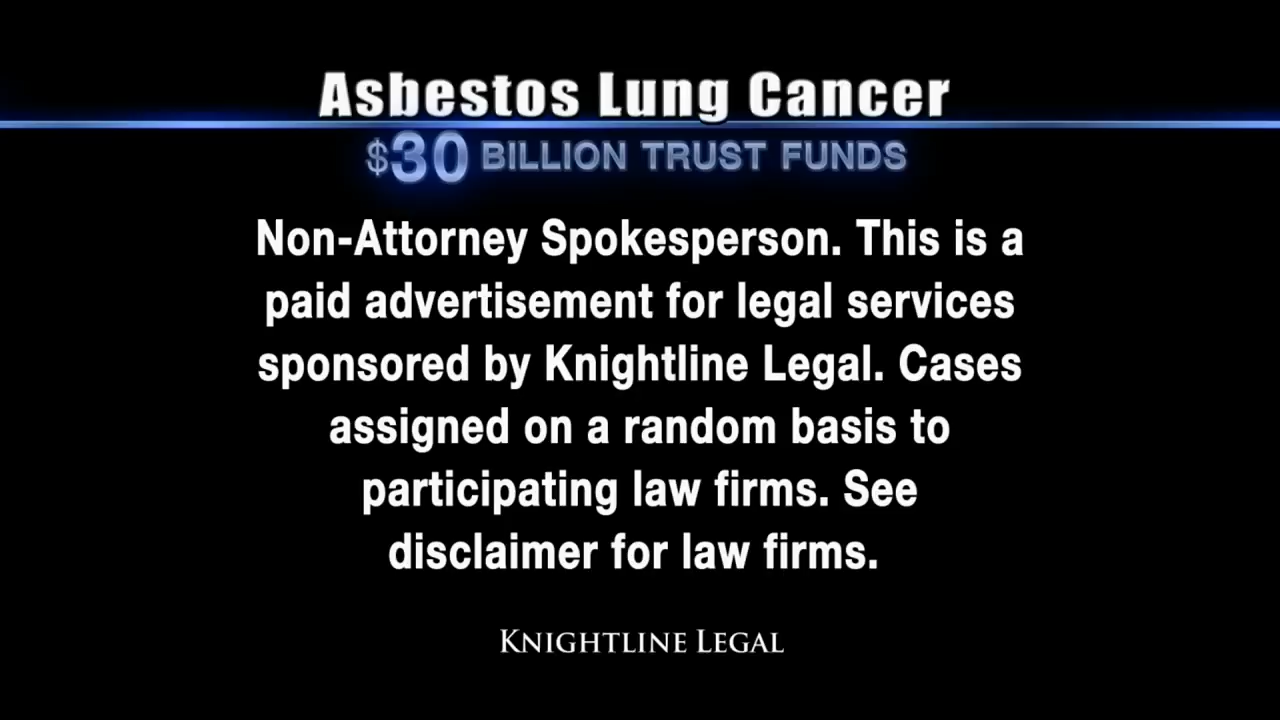 Asbestos Lung Cancer
$30 BILLION TRUST FUNDS
Non-Attorney Spokesperson. This is a
paid advertisement for legal services
sponsored by Knightline Legal. Cases
assigned on a random basis to
participating law firms. See
disclaimer for law firms.
KNIGHTLINE LEGAL